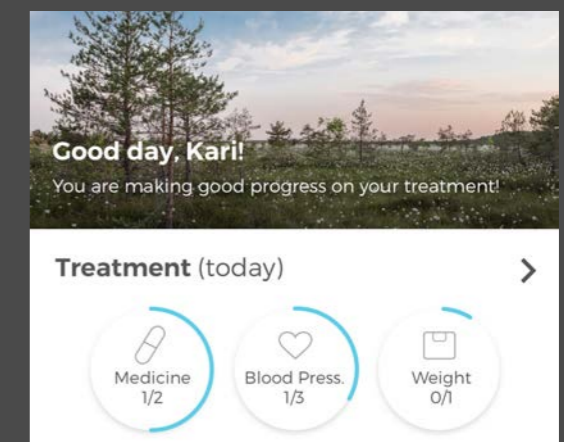 Good day, Kari!
You are making good progress on your treatment!
Treatment (today)
Medicine
1/2
Blood Press.
1/3
Weight
0/1